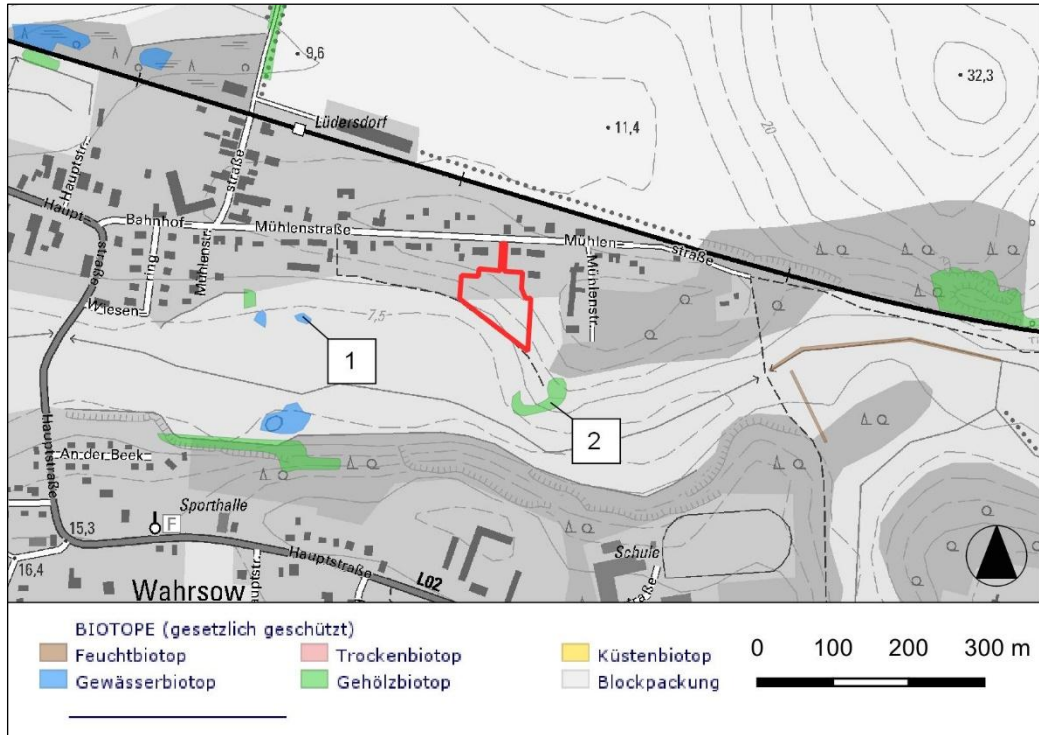 9,6
32,3
Lüdersdorf
11,4
20
Hauptstr.
Haupt
straße
Bahnhof
straße
Mühlenstraße
Mühlen
straße
ring
Mühlenstr.
Mühlenstr.
Wiesen
7,5
1
2
Hauptstraße
An der Beek
Sporthalle
F
15,3
16,4
Hauptstraße
Schule
Wahrsow
L02
BIOTOPE (gesetzlich geschützt)
Feuchtbiotop
Trockenbiotop
Küstenbiotop
Gewässerbiotop
Gehölzbiotop
Blockpackung
0 100 200 300 m